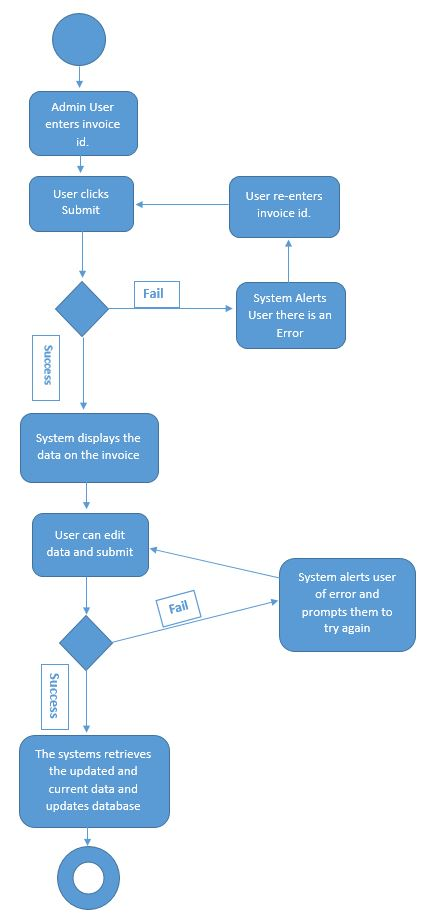 Admin User
enters invoice
id.
User clicks
Submit
User re-enters
invoice id.
Fail
System Alerts
User there is an
Error
Success
System displays the
data on the invoice
User can edit
data and submit
System alerts user
of error and
prompts them to
try again
Fail
Success
The systems retrieves
the updated and
current data and
updates database